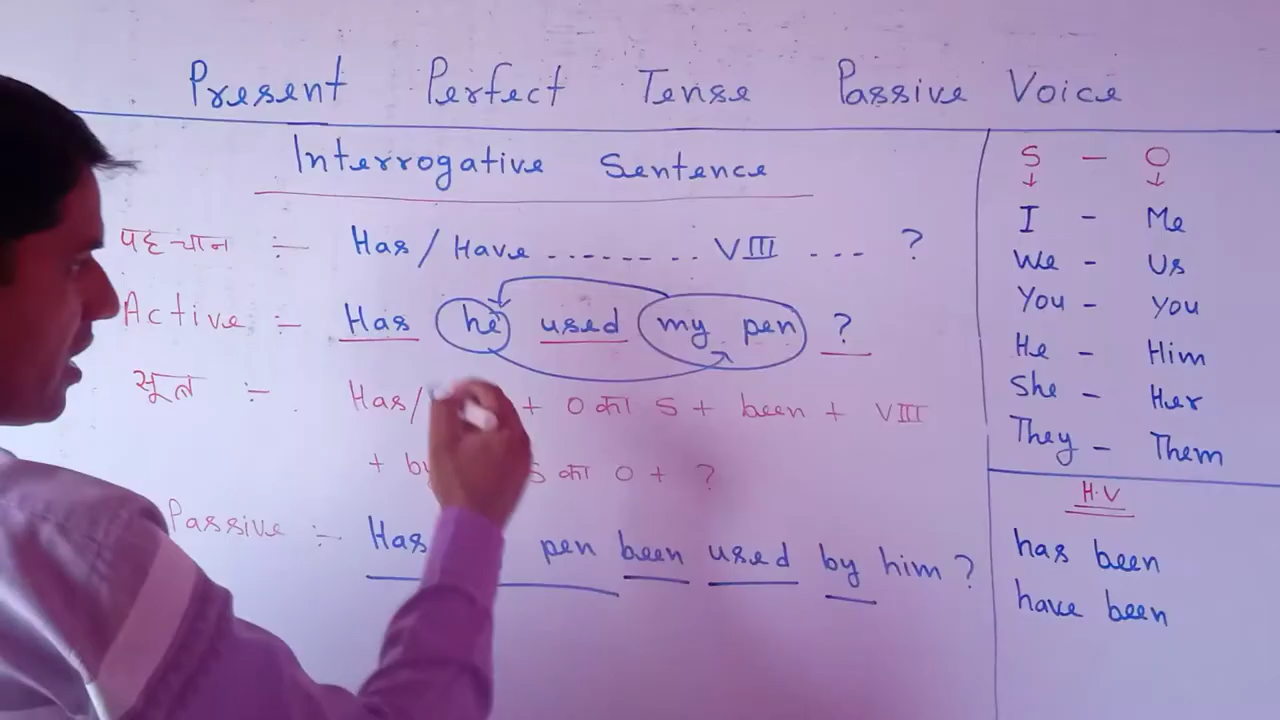 Present Perfect Tense Passive Voice
Interrogative Sentence
पहचान :- Has/Have ........ VIII ... ?
Active :- Has he used my pen ?
सूत्र :- Has/ + O का S + been + VIII
+ by S का O + ?
Passive :- Has pen been used by him ?
S - O
I - Me
We - Us
You - You
He - Him
She - Her
They - Them
H.V
has been
have been